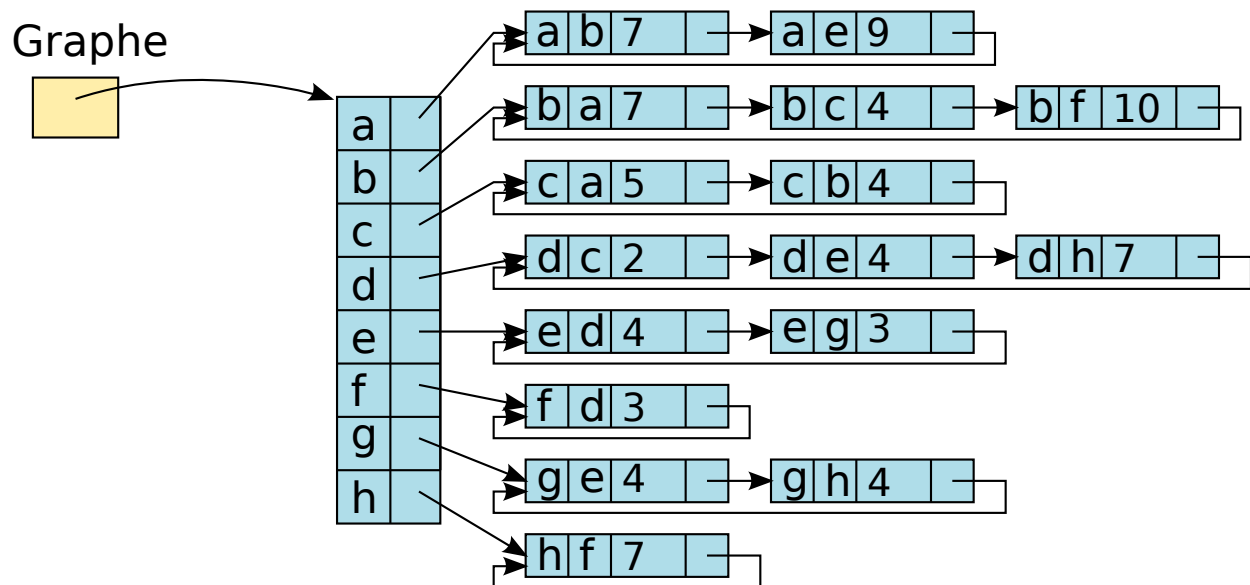 Graphe
a
b
c
d
e
f
g
h
a b 7 a e 9
b a 7 b c 4 b f 10
c a 5 c b 4
d c 2 d e 4 d h 7
e d 4 e g 3
f d 3
g e 4 g h 4
h f 7